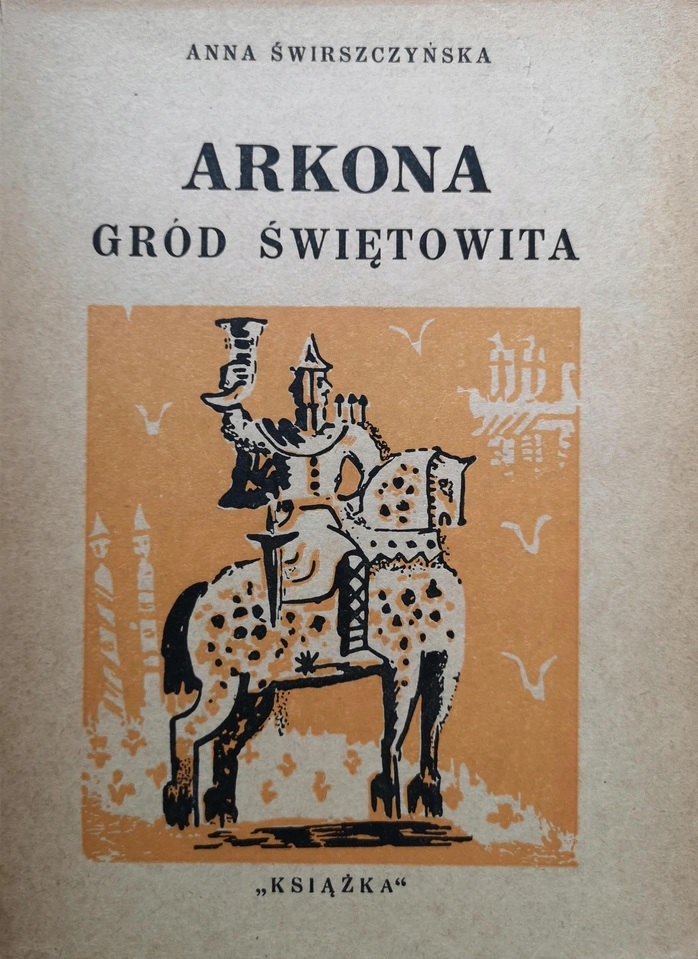 ANNA ŚWIRSZCZYŃSKA
ARKONA
GRÓD ŚWIĘTOWITA
„KSIĄŻKA“